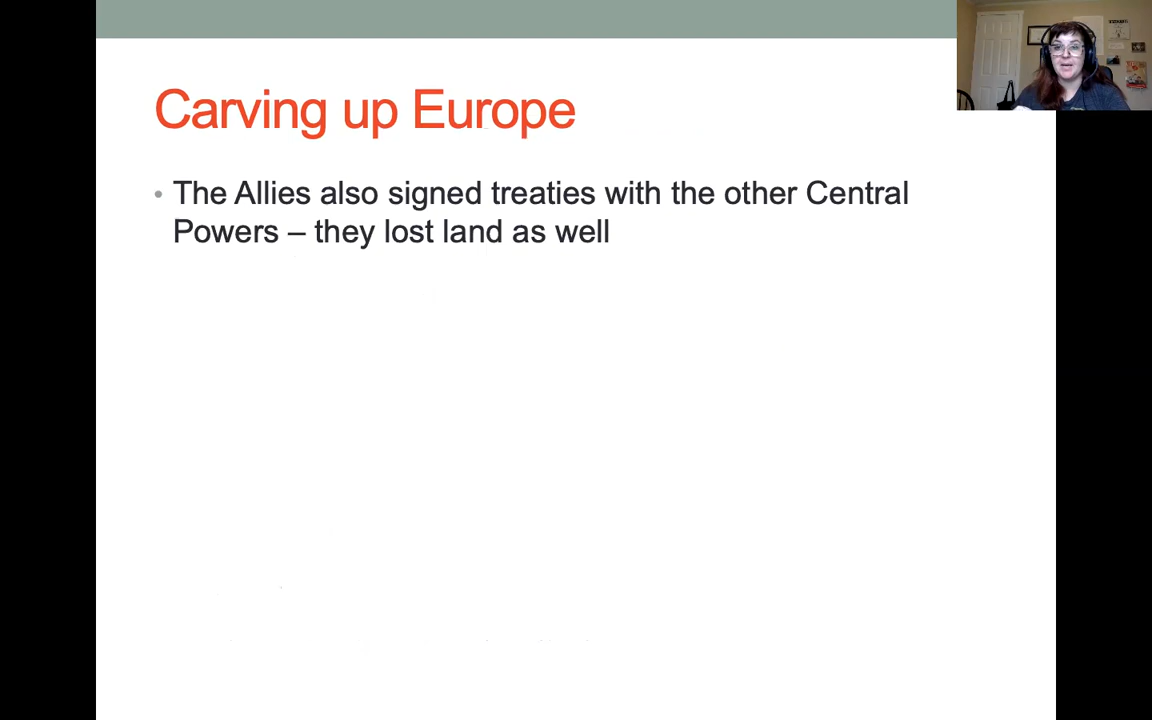 Carving up Europe
• The Allies also signed treaties with the other Central
Powers – they lost land as well